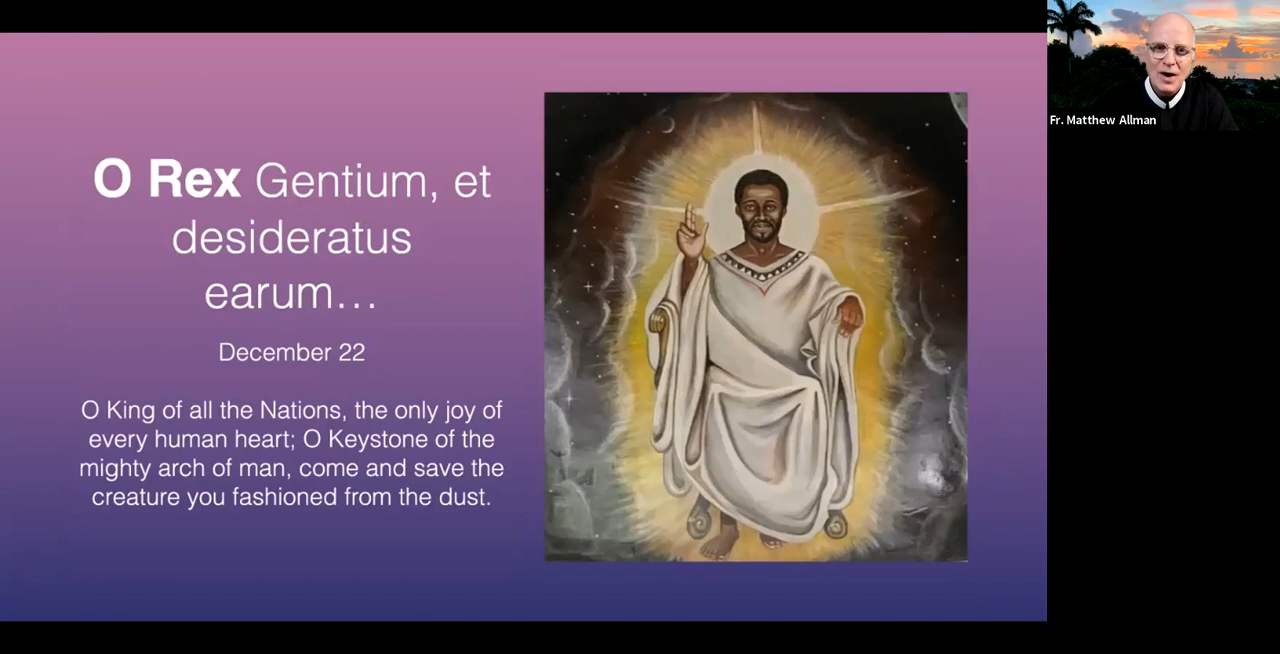 O Rex Gentium, et
desideratus
earum…
December 22
O King of all the Nations, the only joy of
every human heart; O Keystone of the
mighty arch of man, come and save the
creature you fashioned from the dust.
Fr. Matthew Allman